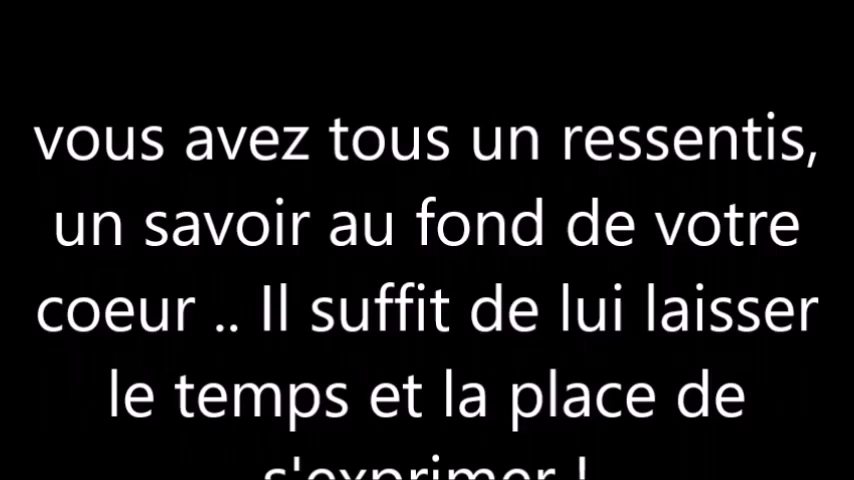 vous avez tous un ressentis,
un savoir au fond de votre
coeur .. Il suffit de lui laisser
le temps et la place de
s'exprimer !